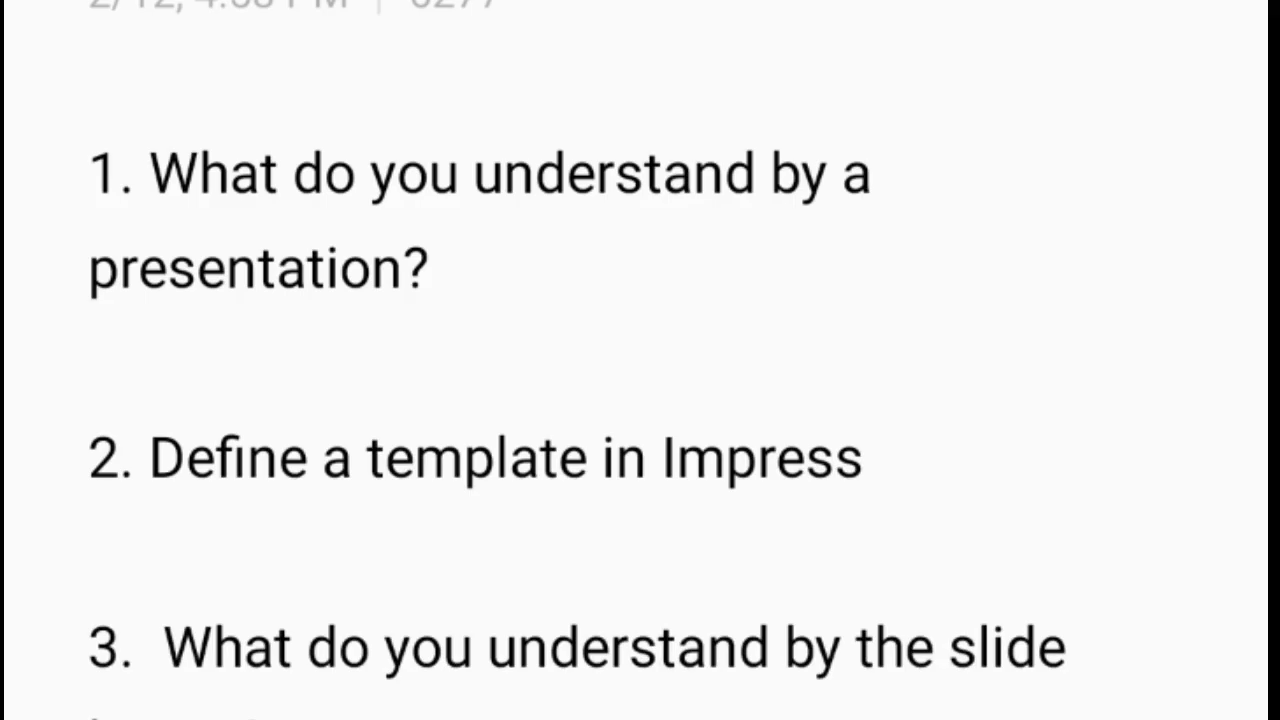 1. What do you understand by a
presentation?
2. Define a template in Impress
3. What do you understand by the slide